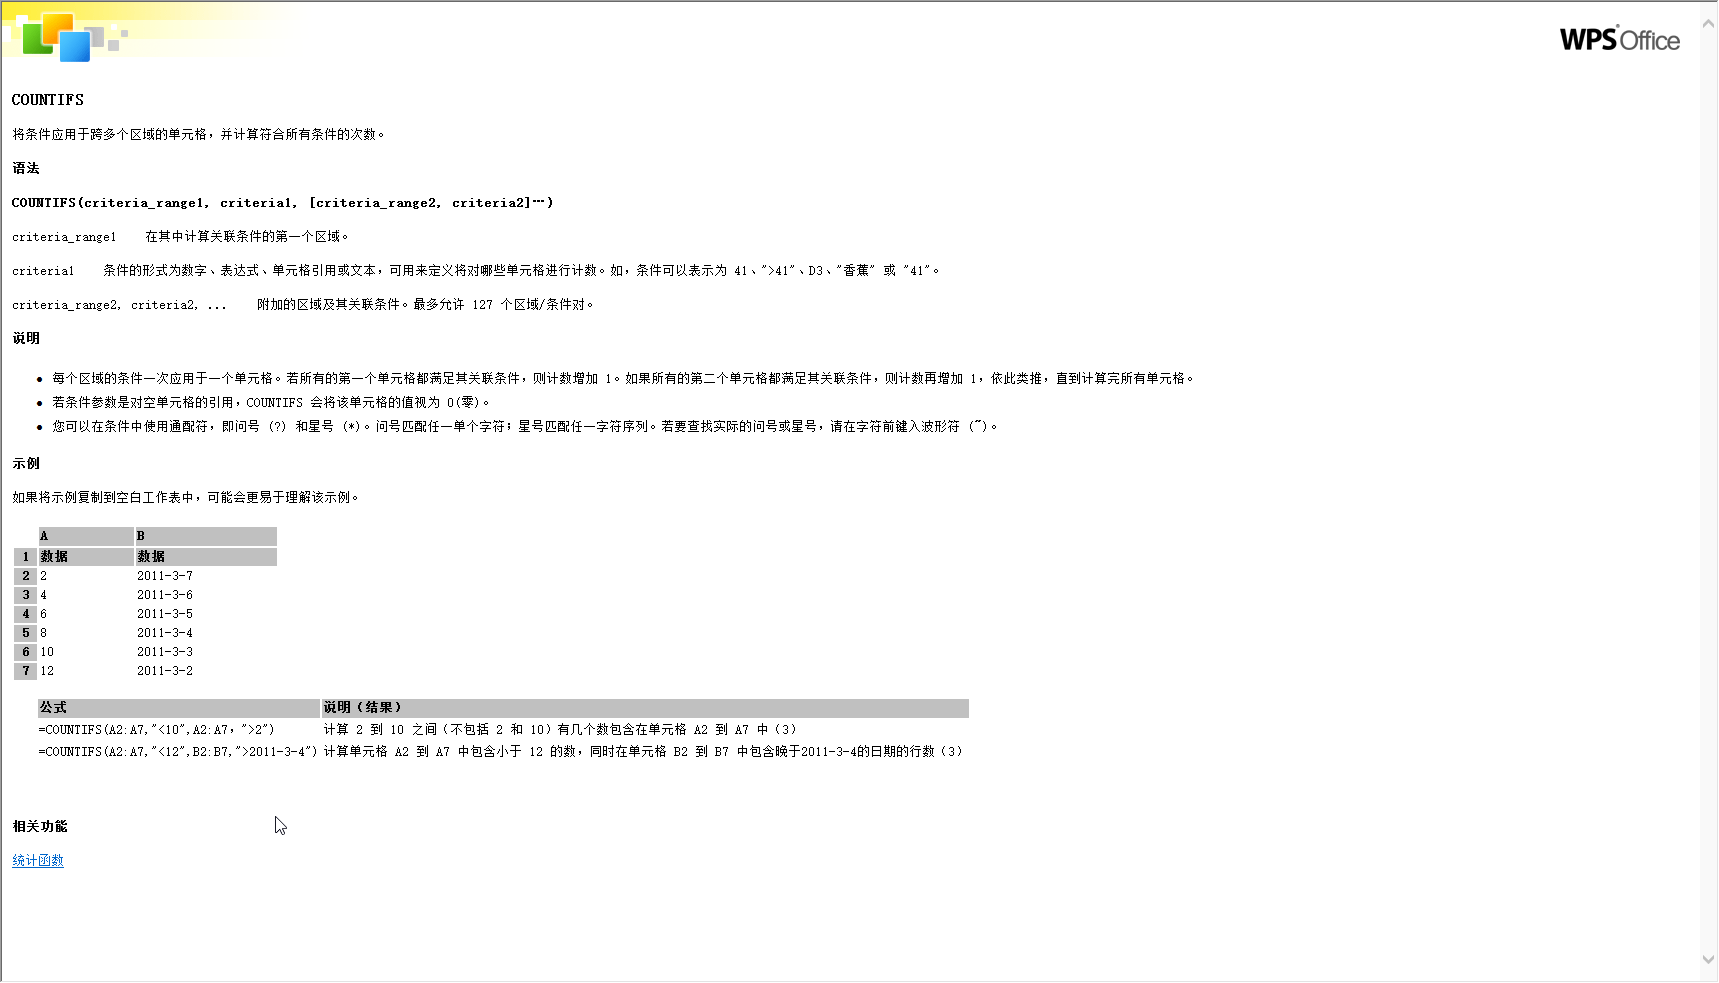 WPS Office
COUNTIFS
将条件应用于跨多个区域的单元格，并计算符合所有条件的次数。
语法
COUNTIFS(criteria_range1, criteria1, [criteria_range2, criteria2]…)
criteria_range1    在其中计算关联条件的第一个区域。
criteria1    条件的形式为数字、表达式、单元格引用或文本，可用来定义将对哪些单元格进行计数。如，条件可以表示为 41、">41"、D3、"香蕉" 或 "41"。
criteria_range2, criteria2, ...    附加的区域及其关联条件。最多允许 127 个区域/条件对。
说明
• 每个区域的条件一次应用于一个单元格。若所有的第一个单元格都满足其关联条件，则计数增加 1。如果所有的第二个单元格都满足其关联条件，则计数再增加 1，依此类推，直到计算完所有单元格。
• 若条件参数是对空单元格的引用，COUNTIFS 会将该单元格的值视为 0(零)。
• 您可以在条件中使用通配符，即问号 (?) 和星号 (*)。问号匹配任一单个字符；星号匹配任一字符序列。若要查找实际的问号或星号，请在字符前键入波形符 (~)。
示例
如果将示例复制到空白工作表中，可能会更易于理解该示例。
A B
1 数据 数据
2 2 2011-3-7
3 4 2011-3-6
4 6 2011-3-5
5 8 2011-3-4
6 10 2011-3-3
7 12 2011-3-2
公式 说明（结果）
=COUNTIFS(A2:A7,"<10",A2:A7，">2") 计算 2 到 10 之间（不包括 2 和 10）有几个数包含在单元格 A2 到 A7 中（3）
=COUNTIFS(A2:A7,"<12",B2:B7,">2011-3-4") 计算单元格 A2 到 A7 中包含小于 12 的数，同时在单元格 B2 到 B7 中包含晚于2011-3-4的日期的行数（3）
相关功能
统计函数